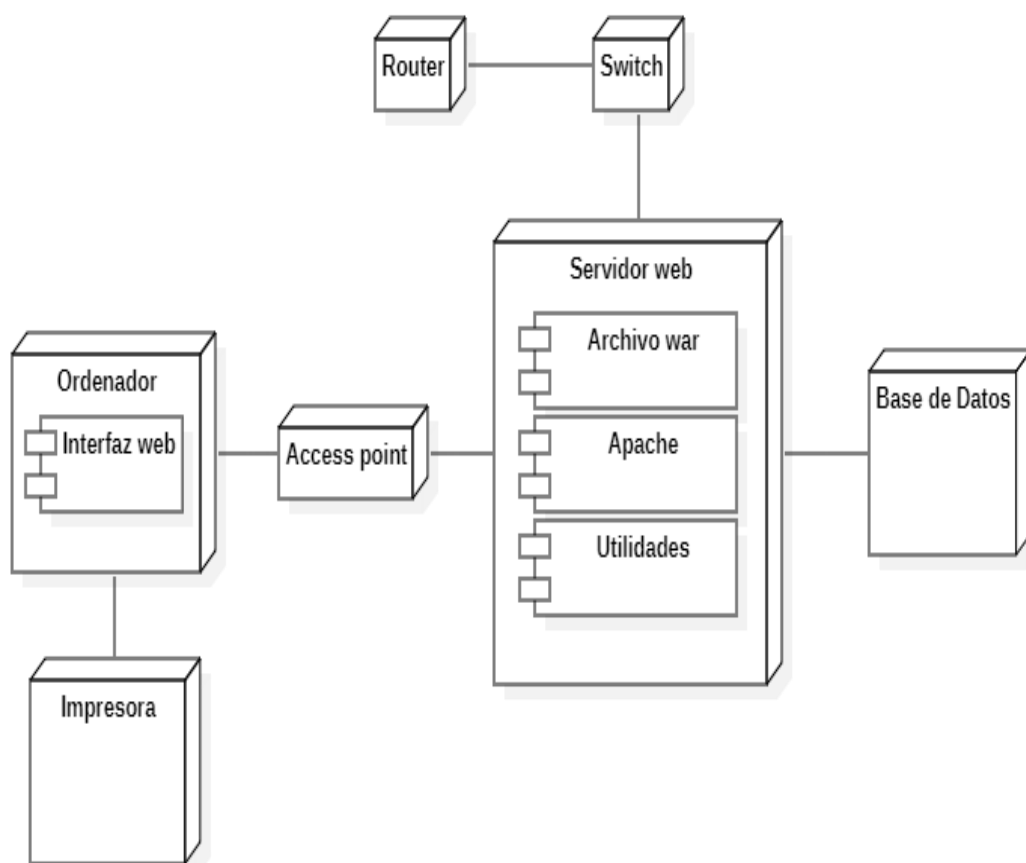 Router
Switch
Servidor web
Archivo war
Ordenador
Base de Datos
Interfaz web
Access point
Apache
Utilidades
Impresora